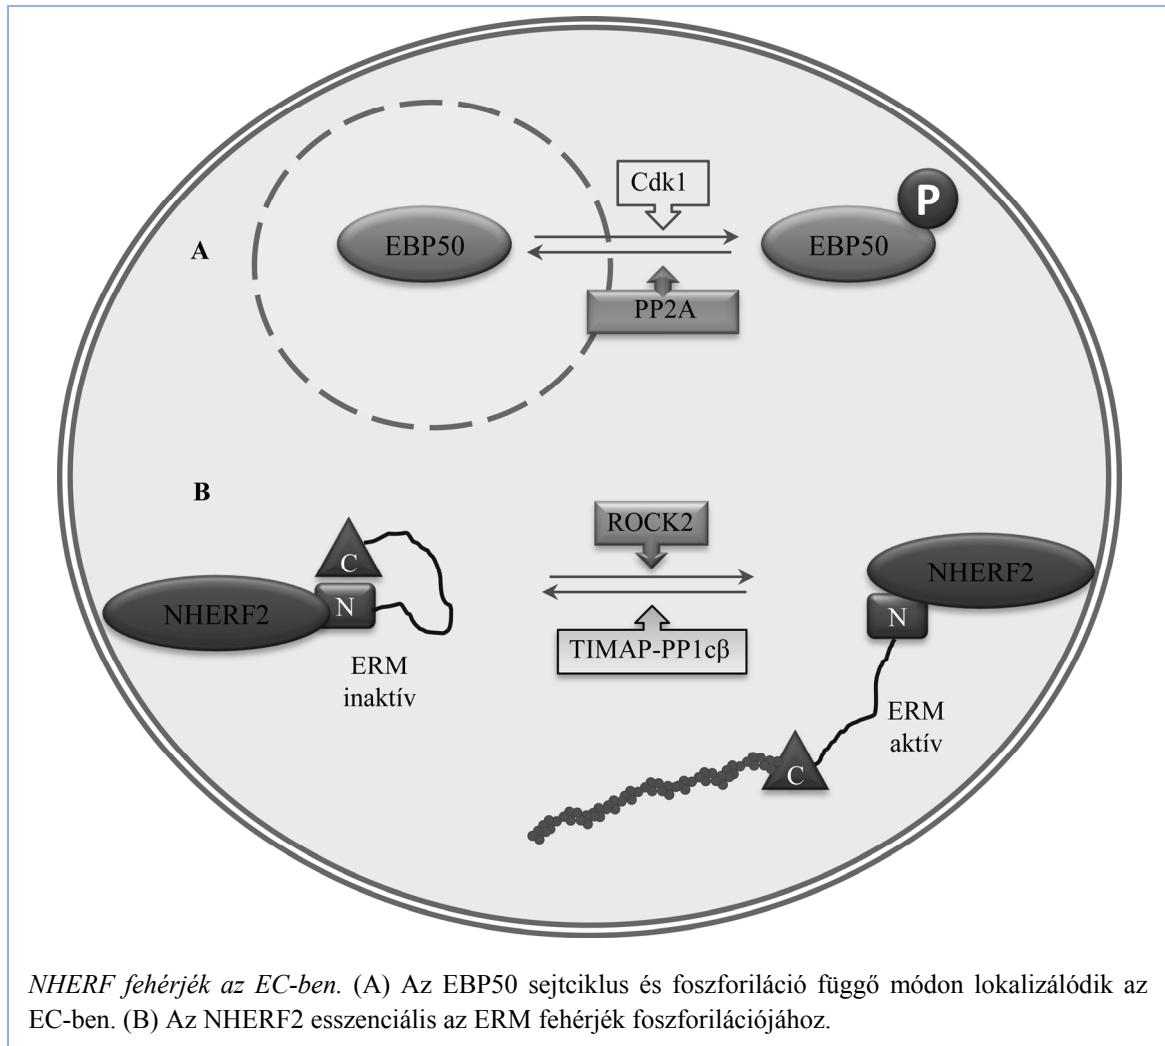 Cdk1
P
A
EBP50
EBP50
PP2A
B
ROCK2
C
NHERF2
NHERF2
N
N
TIMAP-PP1cβ
ERM
inaktív
ERM
aktív
C
NHERF fehérjék az EC-ben. (A) Az EBP50 sejtciklus és foszforiláció függő módon lokalizálódik az
EC-ben. (B) Az NHERF2 esszenciális az ERM fehérjék foszforilációjához.